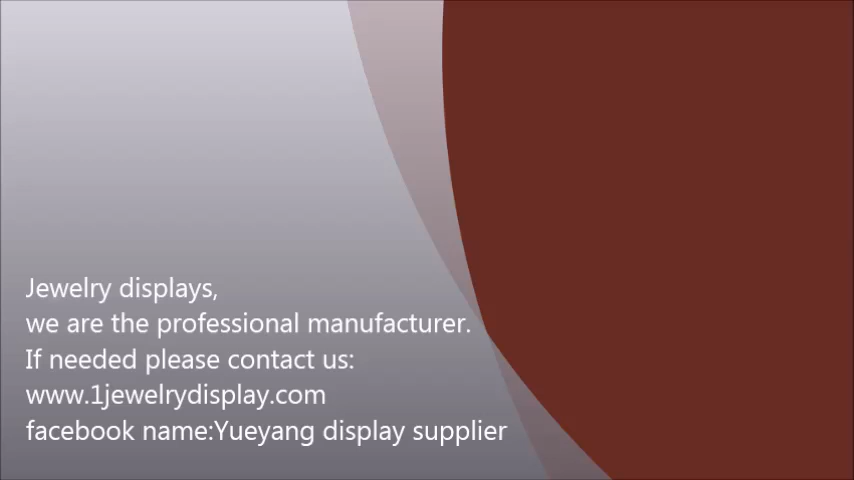 Jewelry displays,
we are the professional manufacturer.
If needed please contact us:
www.1jewelrydisplay.com
facebook name:Yueyang display supplier